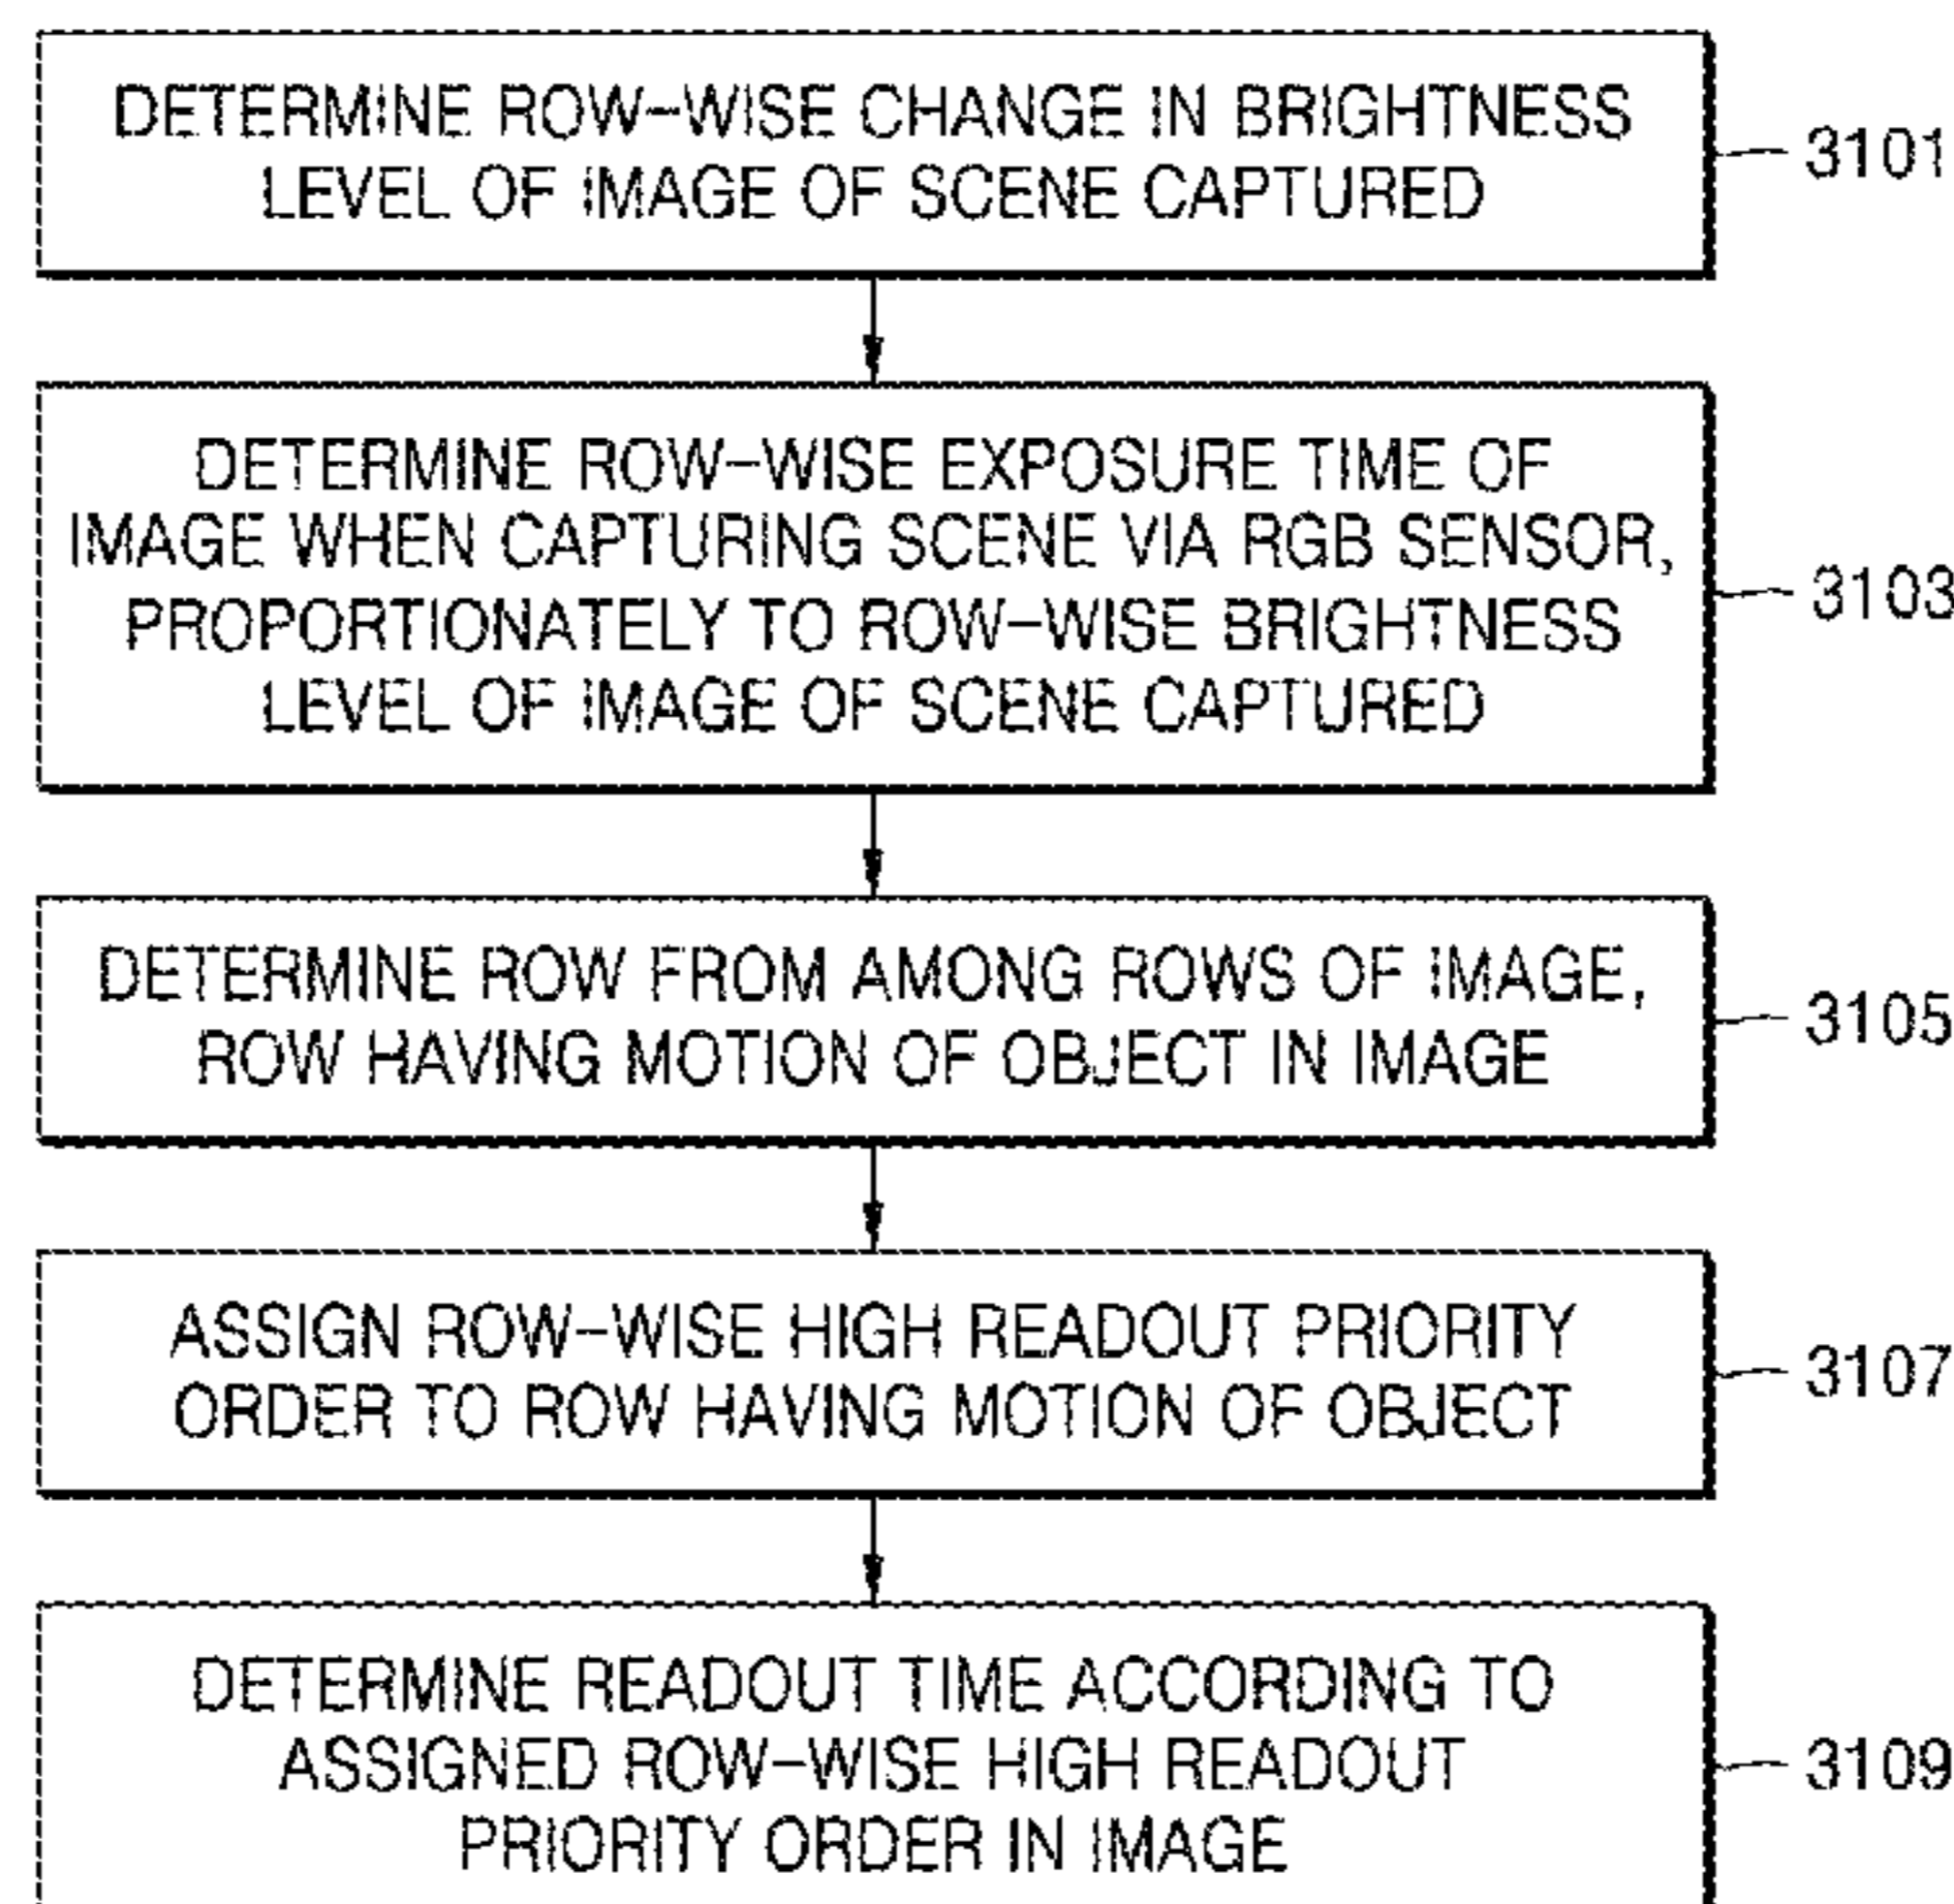 DETERMINE ROW-WISE CHANGE IN BRIGHTNESS
LEVEL OF IMAGE OF SCENE CAPTURED
3101
DETERMINE ROW-WISE EXPOSURE TIME OF
IMAGE WHEN CAPTURING SCENE VIA RGB SENSOR,
PROPORTIONATELY TO ROW-WISE BRIGHTNESS
LEVEL OF IMAGE OF SCENE CAPTURED
3103
DETERMINE ROW FROM AMONG ROWS OF IMAGE,
ROW HAVING MOTION OF OBJECT IN IMAGE
3105
ASSIGN ROW-WISE HIGH READOUT PRIORITY
ORDER TO ROW HAVING MOTION OF OBJECT
3107
DETERMINE READOUT TIME ACCORDING TO
ASSIGNED ROW-WISE HIGH READOUT
PRIORITY ORDER IN IMAGE
3109